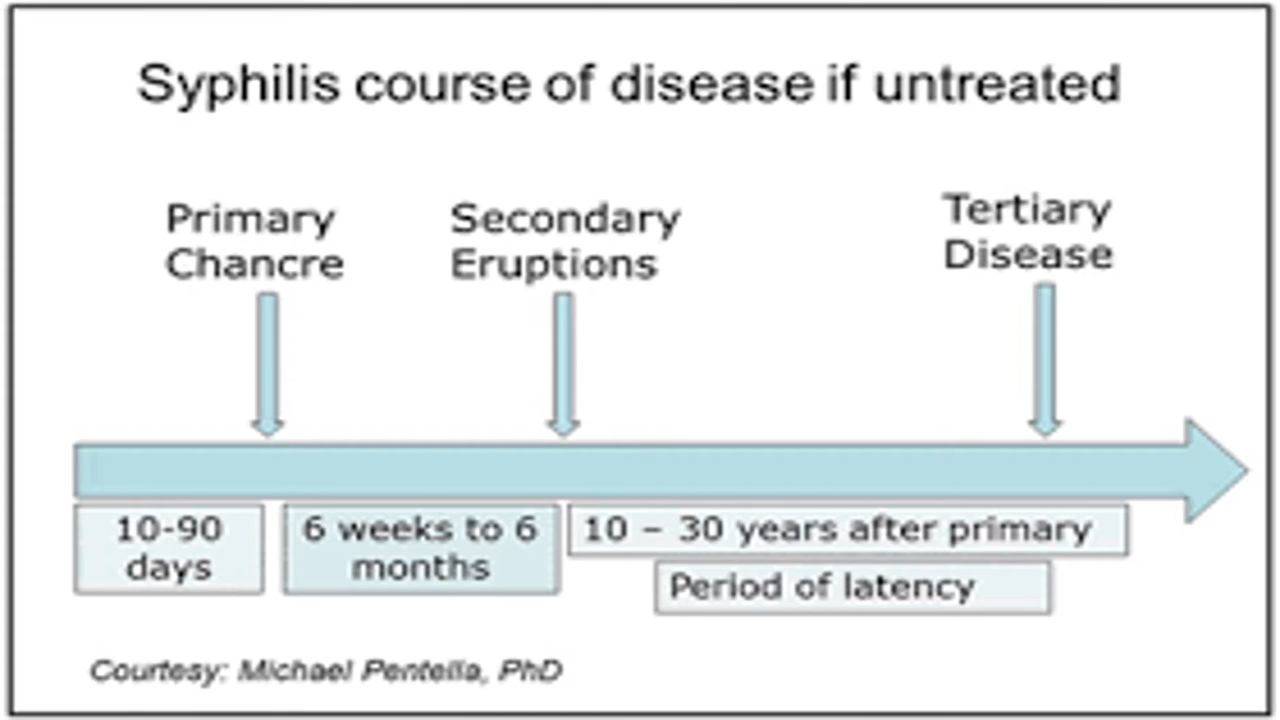 Syphilis course of disease if untreated
Primary
Chancre
Secondary
Eruptions
Tertiary
Disease
10-90
days
6 weeks to 6
months
10 – 30 years after primary
Period of latency
Courtesy: Michael Pentella, PhD